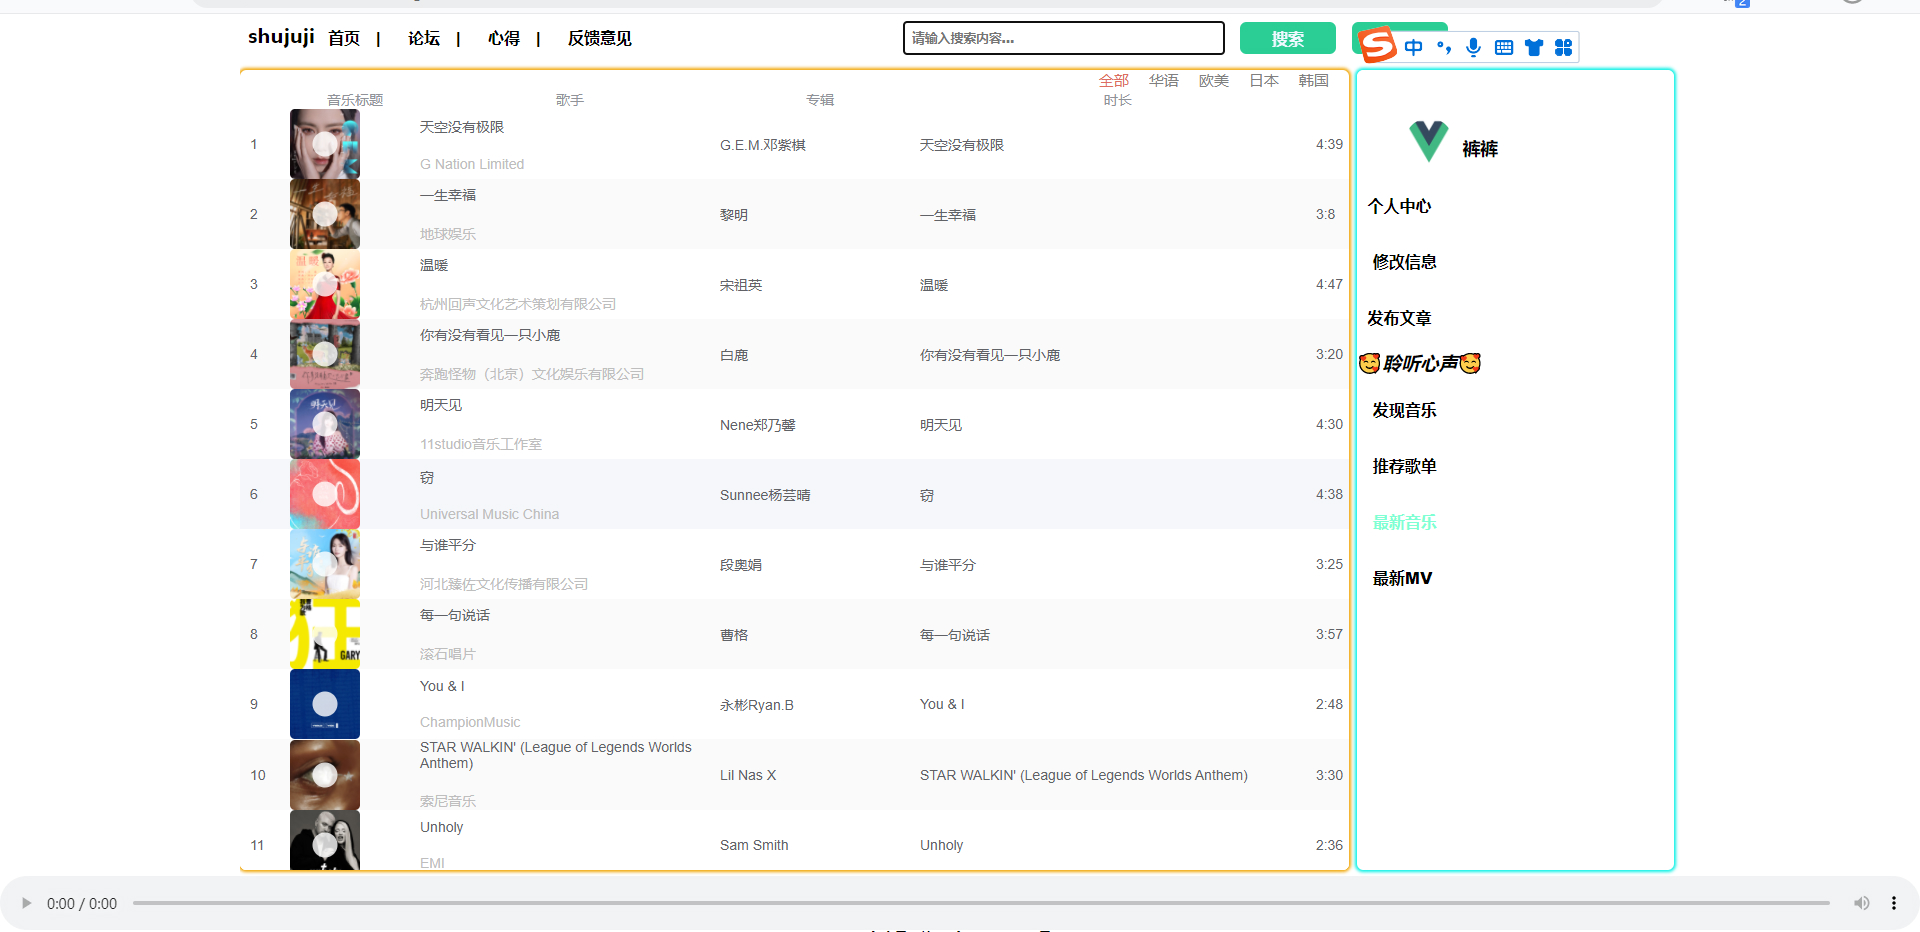 2
shujuji 首页 | 论坛 | 心得 | 反馈意见 请输入搜索内容... 搜索 中
全部 华语 欧美 日本 韩国
音乐标题 歌手 专辑 时长
1 天空没有极限 G.E.M.邓紫棋 天空没有极限 4:39
G Nation Limited
2 一生幸福 黎明 一生幸福 3:8
地球娱乐
3 温暖 宋祖英 温暖 4:47
杭州回声文化艺术策划有限公司
4 你有没有看见一只小鹿 白鹿 你有没有看见一只小鹿 3:20
奔跑怪物（北京）文化娱乐有限公司
5 明天见 Nene郑乃馨 明天见 4:30
11studio音乐工作室
6 窃 Sunnee杨芸晴 窃 4:38
Universal Music China
7 与谁平分 段奥娟 与谁平分 3:25
河北臻佐文化传播有限公司
8 每一句说话 曹格 每一句说话 3:57
滚石唱片
GARY
9 You & I 永彬Ryan.B You & I 2:48
ChampionMusic
10 STAR WALKIN' (League of Legends Worlds
Anthem) Lil Nas X STAR WALKIN' (League of Legends Worlds Anthem) 3:30
索尼音乐
11 Unholy Sam Smith Unholy 2:36
EMI
裤裤
个人中心
修改信息
发布文章
🥰聆听心声🥰
发现音乐
推荐歌单
最新音乐
最新MV
0:00 / 0:00